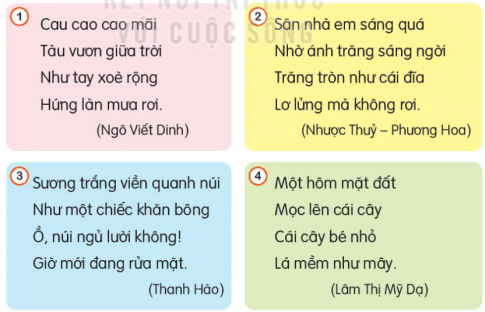 KẾT NỐI TRI THỨC
VỚI CUỘC SỐNG
1
Cau cao cao mãi
Tàu vươn giữa trời
Như tay xoè rộng
Hứng làn mưa rơi.
(Ngô Viết Dinh)
2
Sân nhà em sáng quá
Nhờ ánh trăng sáng ngời
Trăng tròn như cái đĩa
Lơ lửng mà không rơi.
(Nhược Thuỷ – Phương Hoa)
3
Sương trắng viền quanh núi
Như một chiếc khăn bông
Ồ, núi ngủ lười không!
Giờ mới đang rửa mặt.
(Thanh Hào)
4
Một hôm mặt đất
Mọc lên cái cây
Cái cây bé nhỏ
Lá mềm như mây.
(Lâm Thị Mỹ Dạ)